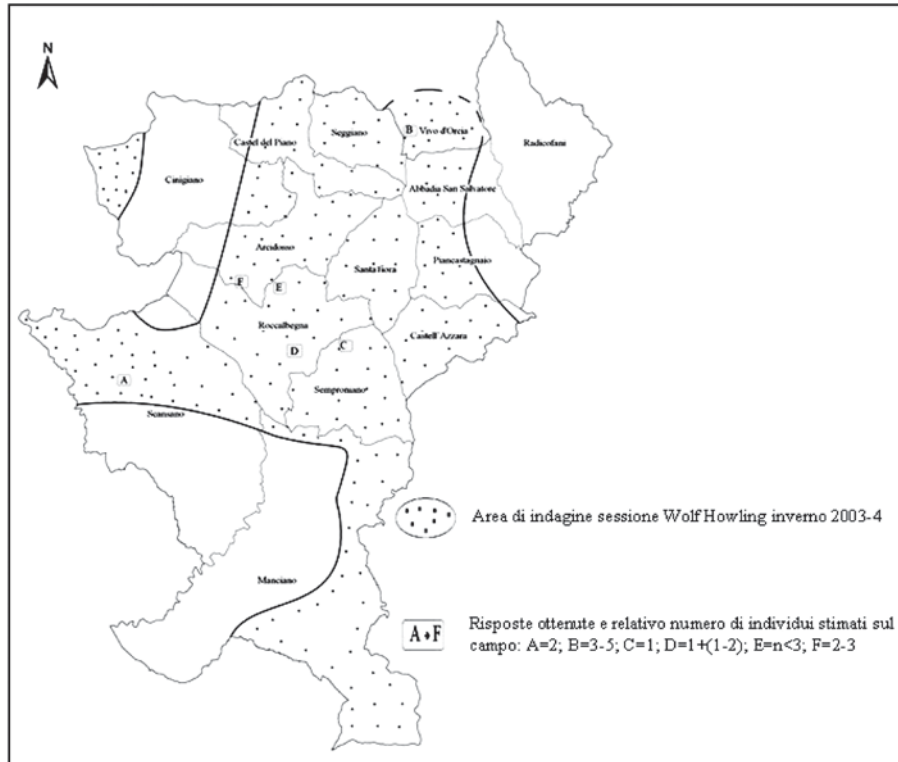 N
B Vivo d'Orcia
Seggiano
Castel del Piano
Radicofani
Cinigiano
Abbadia San Salvatore
Arcidosso
Piancastagnaio
Santa Fiora
F
E
Roccalbegna
Castell'Azzara
D
C
A
Semproniano
Scansano
Area di indagine sessione Wolf Howling inverno 2003-4
Manciano
A÷F
Risposte ottenute e relativo numero di individui stimati sul
campo: A=2; B=3-5; C=1; D=1+(1-2); E=n<3; F=2-3